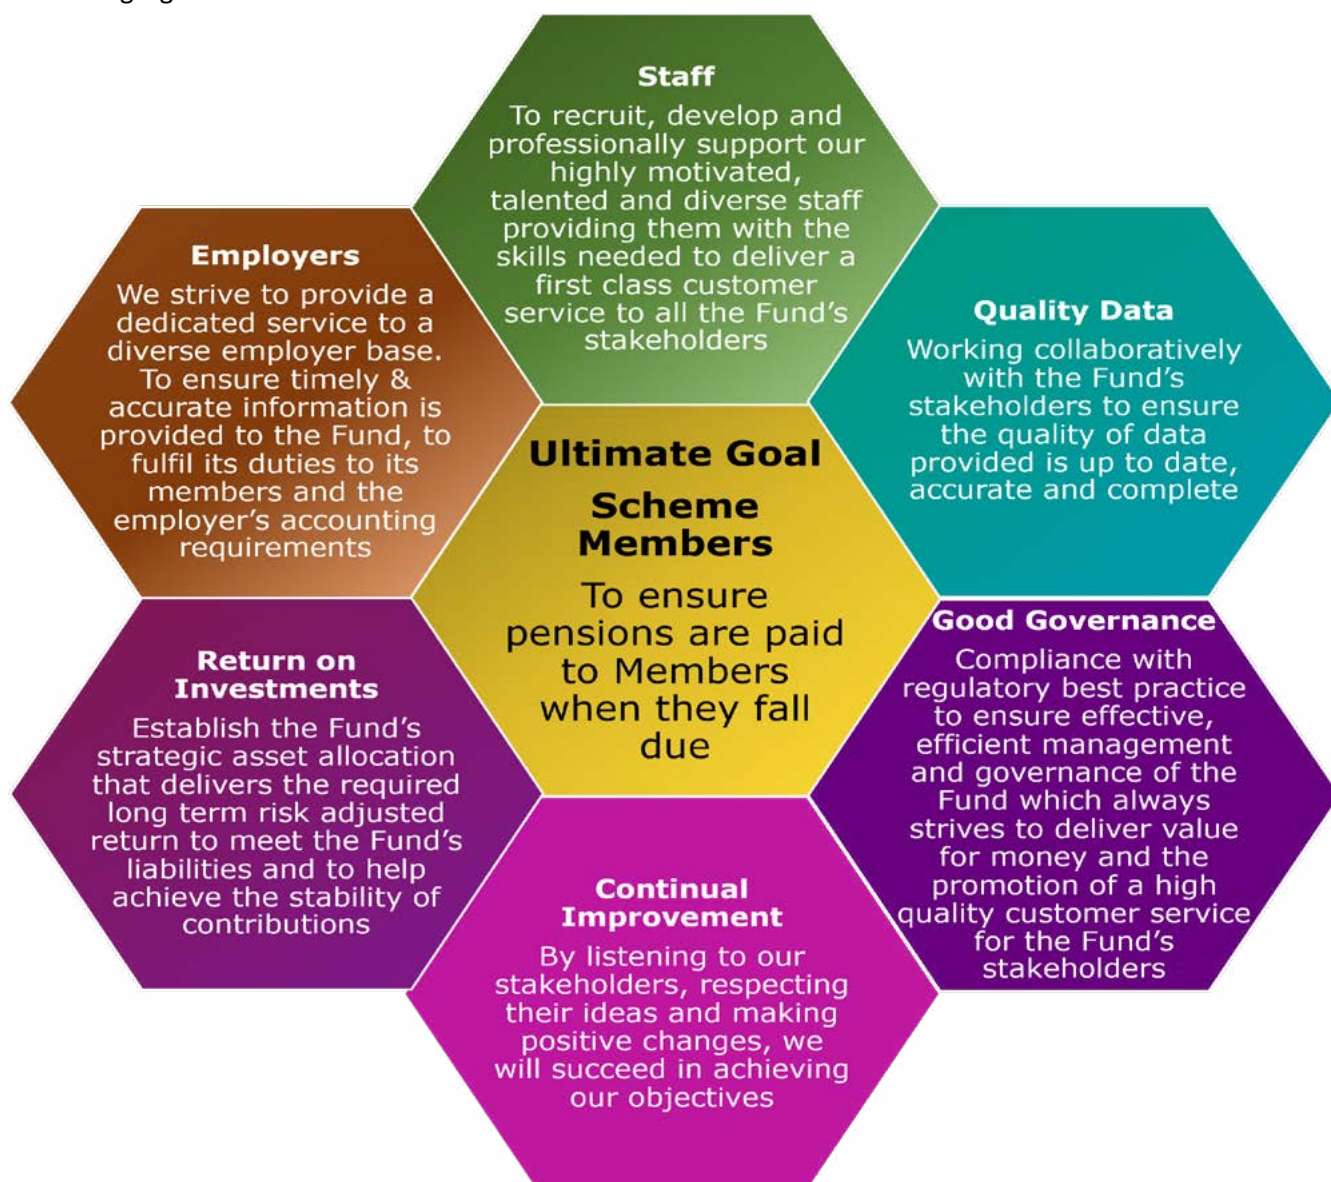 Staff
To recruit, develop and
professionally support our
highly motivated,
talented and diverse staff
providing them with the
skills needed to deliver a
first class customer
service to all the Fund's
stakeholders
Employers
We strive to provide a
dedicated service to a
diverse employer base.
To ensure timely &
accurate information is
provided to the Fund, to
fulfil its duties to its
members and the
employer's accounting
requirements
Quality Data
Working collaboratively
with the Fund's
stakeholders to ensure
the quality of data
provided is up to date,
accurate and complete
Ultimate Goal
Scheme
Members
To ensure
pensions are paid
to Members
when they fall
due
Return on
Investments
Establish the Fund's
strategic asset allocation
that delivers the required
long term risk adjusted
return to meet the Fund's
liabilities and to help
achieve the stability of
contributions
Good Governance
Compliance with
regulatory best practice
to ensure effective,
efficient management
and governance of the
Fund which always
strives to deliver value
for money and the
promotion of a high
quality customer service
for the Fund's
stakeholders
Continual
Improvement
By listening to our
stakeholders, respecting
their ideas and making
positive changes, we
will succeed in achieving
our objectives